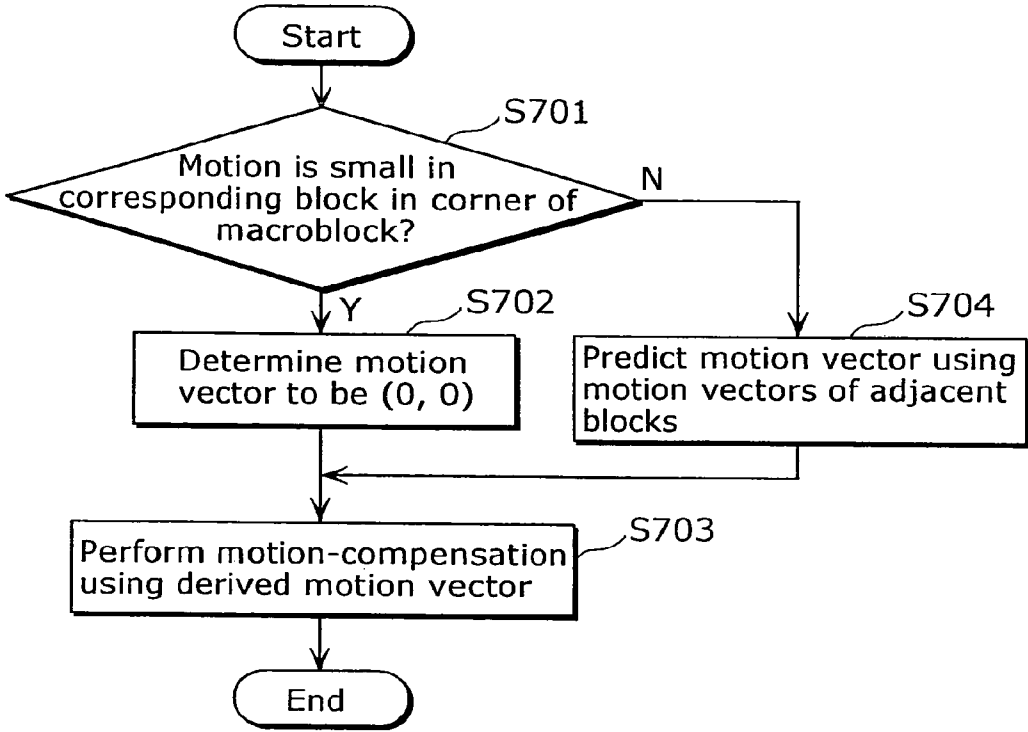 Start
S701
Motion is small in
corresponding block in corner of
macroblock?
N
Y
S702
Determine motion
vector to be (0, 0)
S704
Predict motion vector using
motion vectors of adjacent
blocks
S703
Perform motion-compensation
using derived motion vector
End